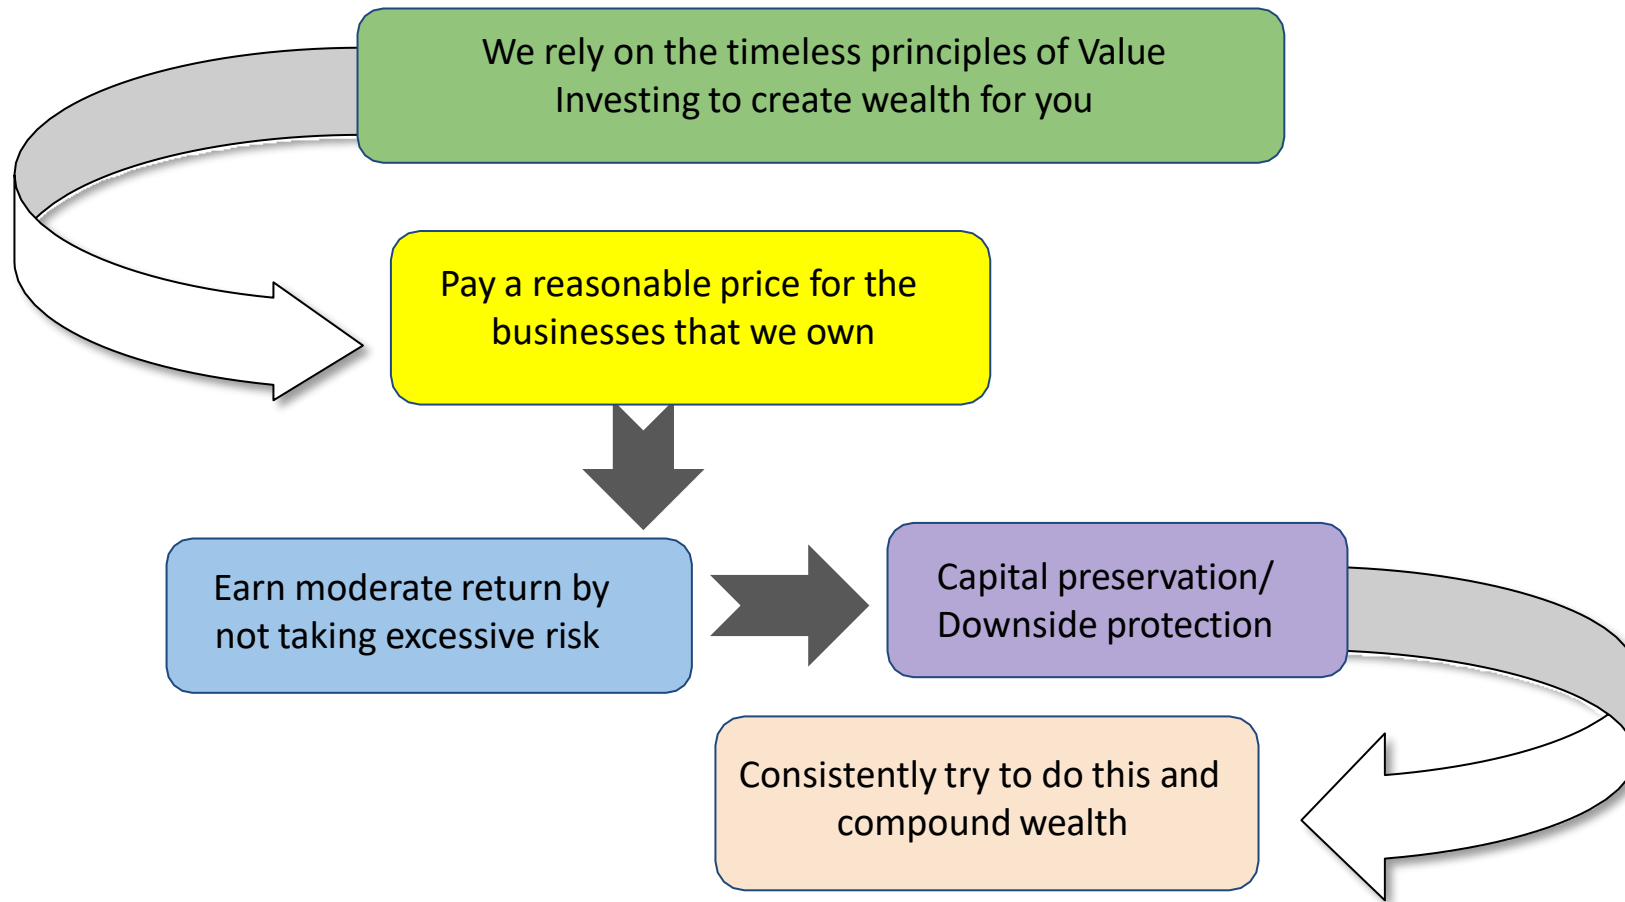 We rely on the timeless principles of Value
Investing to create wealth for you
Pay a reasonable price for the
businesses that we own
Earn moderate return by
not taking excessive risk
Capital preservation/
Downside protection
Consistently try to do this and
compound wealth